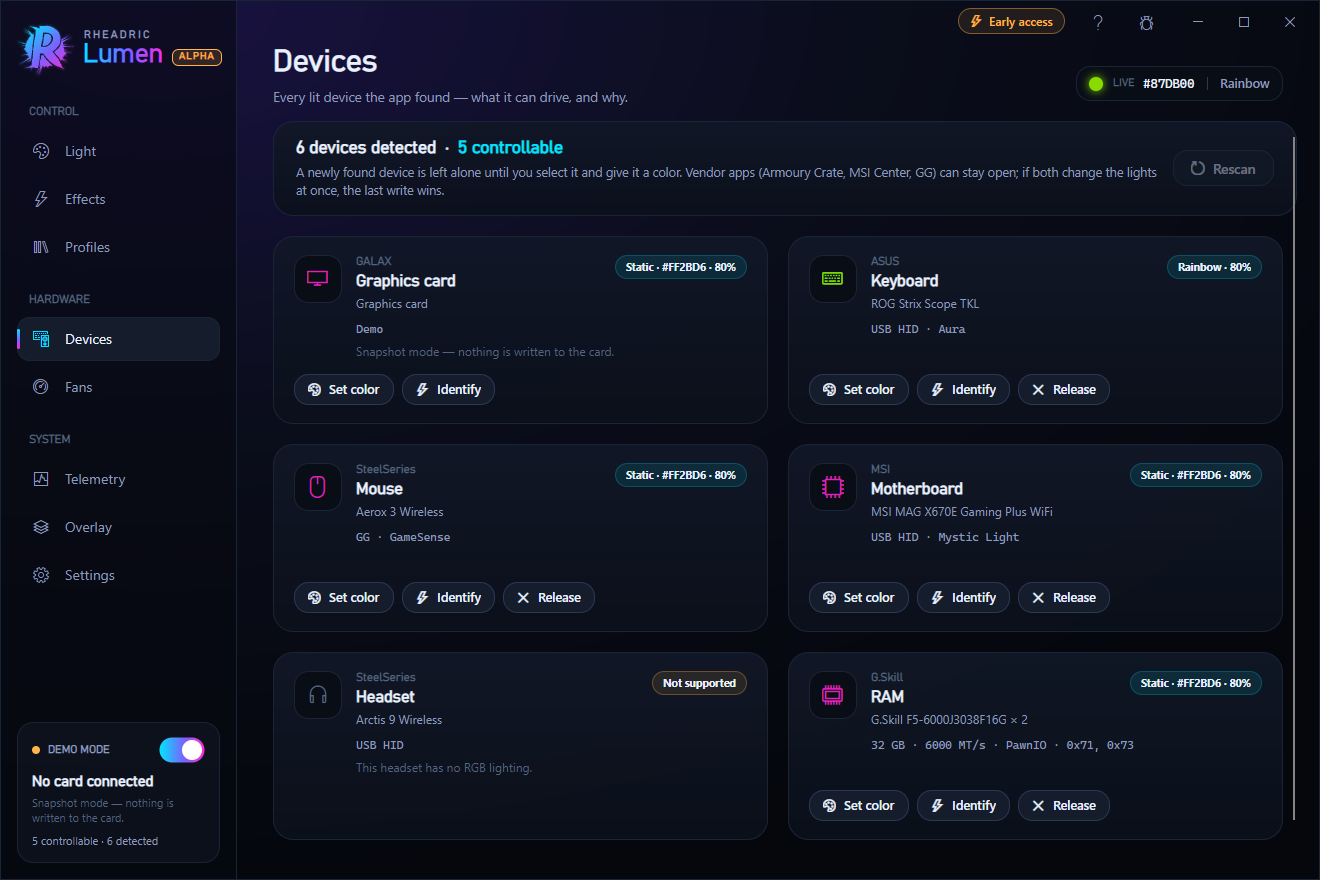 RHEADRIC
Lumen ALPHA
CONTROL
Light
Effects
Profiles
HARDWARE
Devices
Fans
SYSTEM
Telemetry
Overlay
Settings
DEMO MODE
No card connected
Snapshot mode — nothing is
written to the card.
5 controllable · 6 detected
Early access
Devices
Every lit device the app found — what it can drive, and why.
LIVE #87DB00 Rainbow
6 devices detected · 5 controllable
A newly found device is left alone until you select it and give it a color. Vendor apps (Armoury Crate, MSI Center, GG) can stay open; if both change the lights
at once, the last write wins.
Rescan
GALAX
Graphics card
Static · #FF2BD6 · 80%
Graphics card
Demo
Snapshot mode — nothing is written to the card.
Set color Identify
ASUS
Keyboard
Rainbow · 80%
ROG Strix Scope TKL
USB HID · Aura
Set color Identify Release
SteelSeries
Mouse
Static · #FF2BD6 · 80%
Aerox 3 Wireless
GG · GameSense
Set color Identify Release
MSI
Motherboard
Static · #FF2BD6 · 80%
MSI MAG X670E Gaming Plus WiFi
USB HID · Mystic Light
Set color Identify Release
SteelSeries
Headset
Not supported
Arctis 9 Wireless
USB HID
This headset has no RGB lighting.
G.Skill
RAM
Static · #FF2BD6 · 80%
G.Skill F5-6000J3038F16G × 2
32 GB · 6000 MT/s · PawnIO · 0x71, 0x73
Set color Identify Release